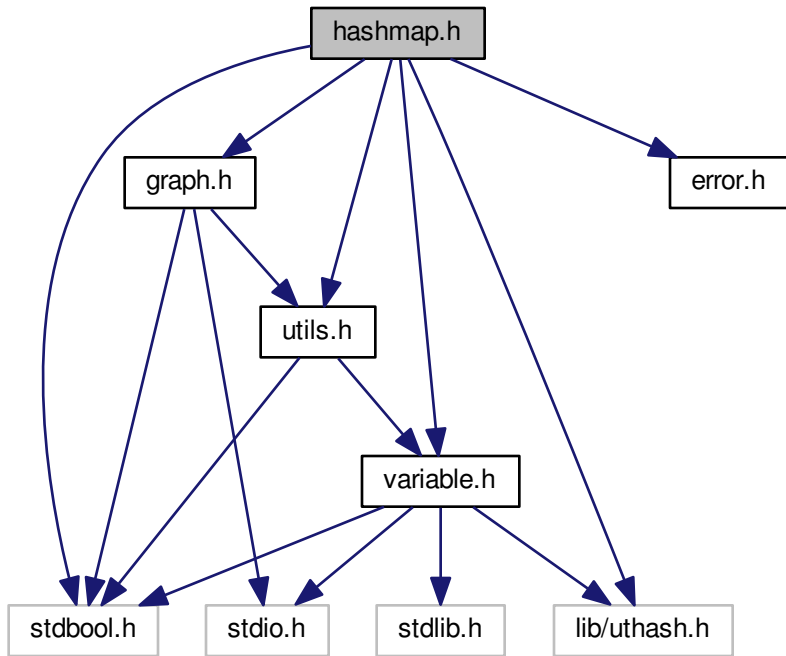 hashmap.h
graph.h
error.h
utils.h
variable.h
stdbool.h
stdio.h
stdlib.h
lib/uthash.h